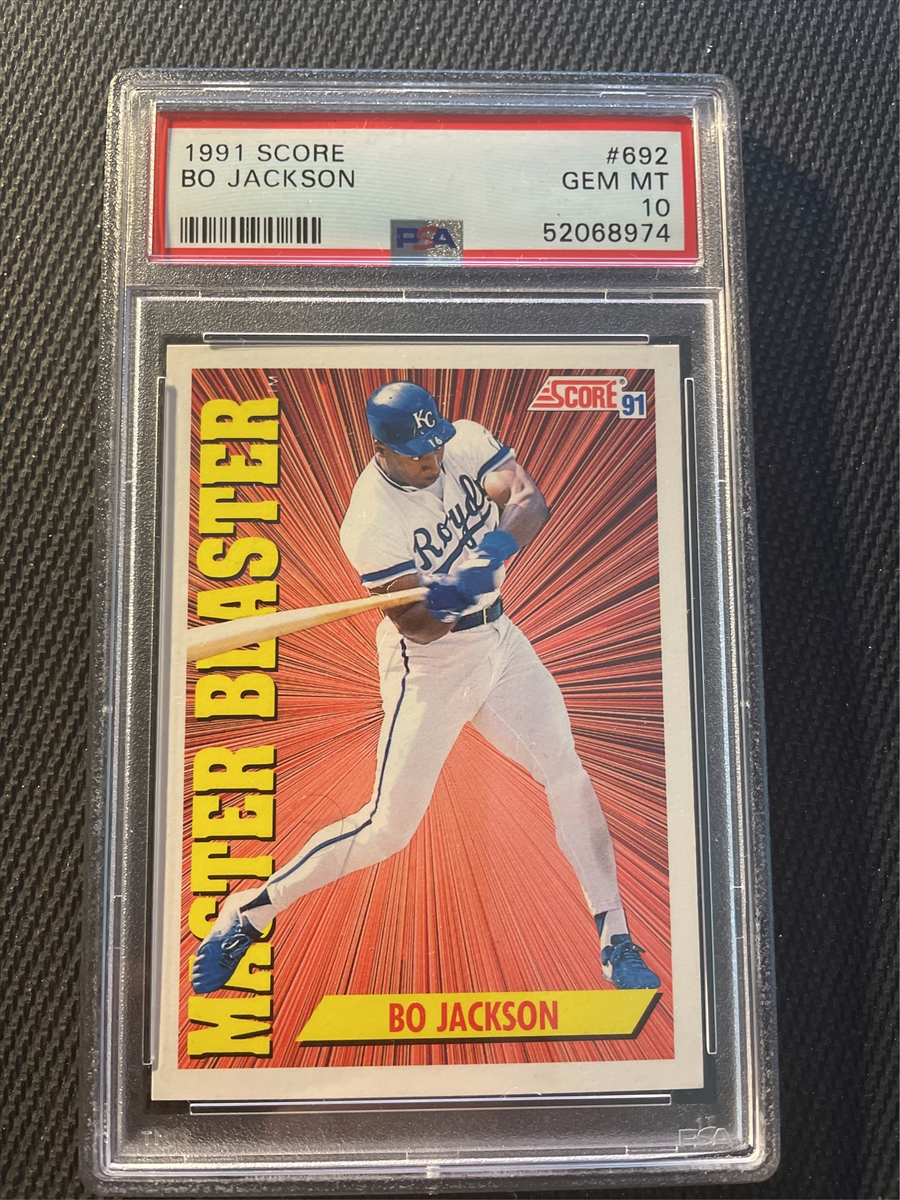 1991 SCORE #692
BO JACKSON GEM MT
10
52068974
PSA
MASTER BLASTER
TM
SCORE® 91
KC
16
Royals
BO JACKSON
PSA